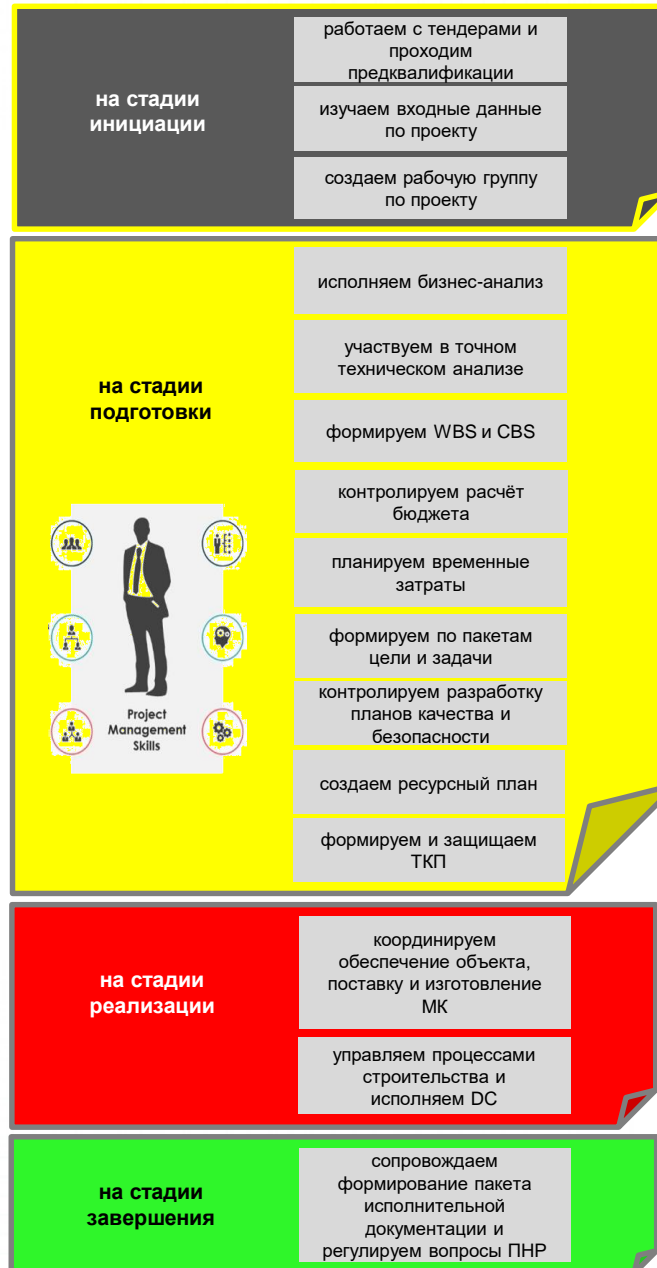 на стадии
инициации
работаем с тендерами и
проходим
предквалификации
изучаем входные данные
по проекту
создаем рабочую группу
по проекту
на стадии
подготовки
исполняем бизнес-анализ
участвуем в точном
техническом анализе
формируем WBS и CBS
контролируем расчёт
бюджета
планируем временные
затраты
формируем по пакетам
цели и задачи
контролируем разработку
планов качества и
безопасности
создаем ресурсный план
формируем и защищаем
ТКП
Project
Management
Skills
на стадии
реализации
координируем
обеспечение объекта,
поставку и изготовление
МК
управляем процессами
строительства и
исполняем DC
на стадии
завершения
сопровождаем
формирование пакета
исполнительной
документации и
регулируем вопросы ПНР